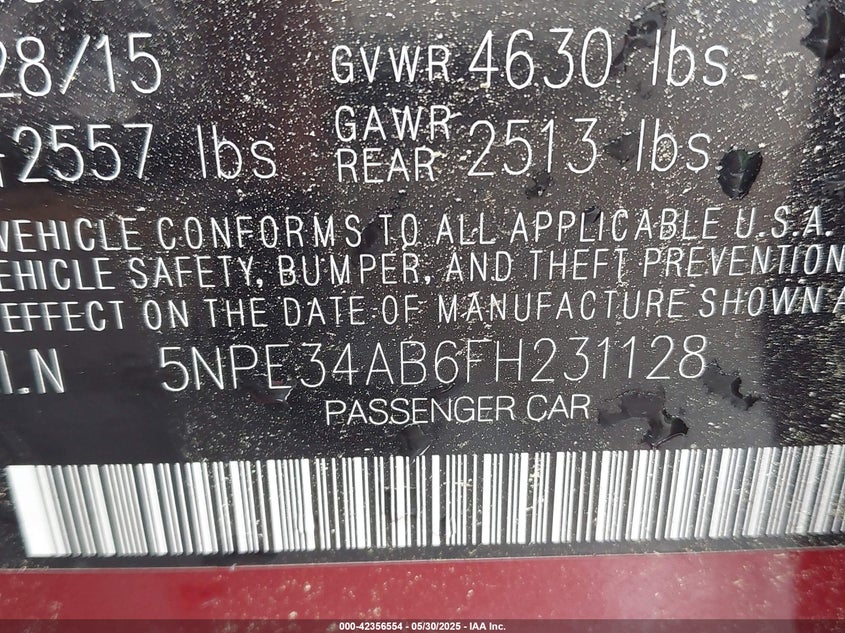 28/15 GVWR 4630 lbs
2557 lbs GAWR REAR 2513 lbs
VEHICLE CONFORMS TO ALL APPLICABLE U.S.A.
VEHICLE SAFETY, BUMPER, AND THEFT PREVENTION
EFFECT ON THE DATE OF MANUFACTURE SHOWN A
I.N 5NPE34AB6FH231128
PASSENGER CAR
000-42356554 - 05/30/2025 - IAA Inc.